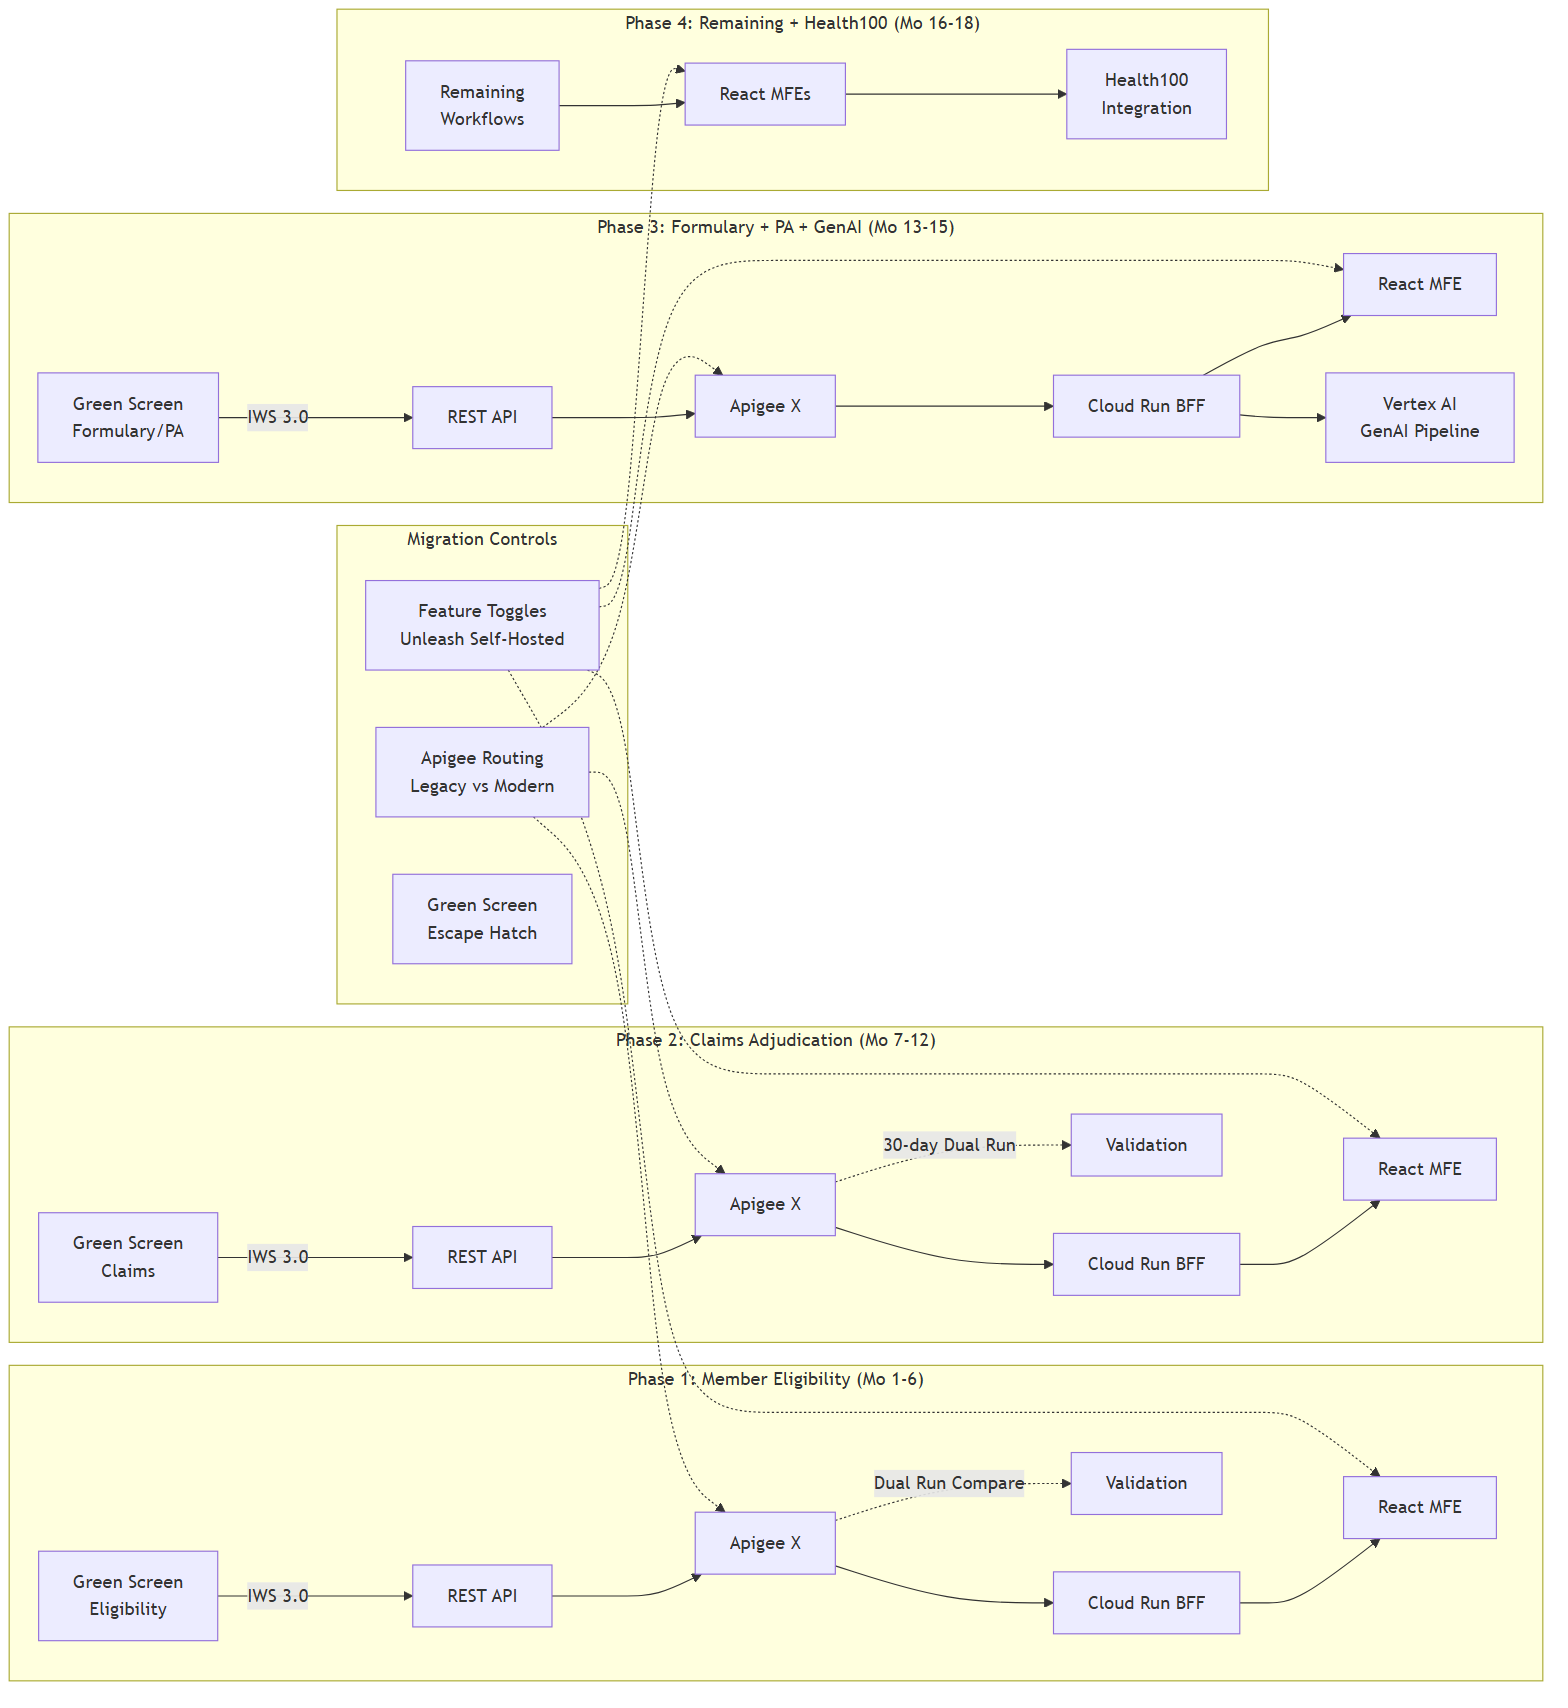 Phase 4: Remaining + Health100 (Mo 16-18)
Remaining
Workflows
React MFEs
Health100
Integration
Phase 3: Formulary + PA + GenAI (Mo 13-15)
Green Screen
Formulary/PA
IWS 3.0
REST API
Apigee X
Cloud Run BFF
React MFE
Vertex AI
GenAI Pipeline
Migration Controls
Feature Toggles
Unleash Self-Hosted
Apigee Routing
Legacy vs Modern
Green Screen
Escape Hatch
Phase 2: Claims Adjudication (Mo 7-12)
Green Screen
Claims
IWS 3.0
REST API
Apigee X
30-day Dual Run
Validation
Cloud Run BFF
React MFE
Phase 1: Member Eligibility (Mo 1-6)
Green Screen
Eligibility
IWS 3.0
REST API
Apigee X
Dual Run Compare
Validation
Cloud Run BFF
React MFE